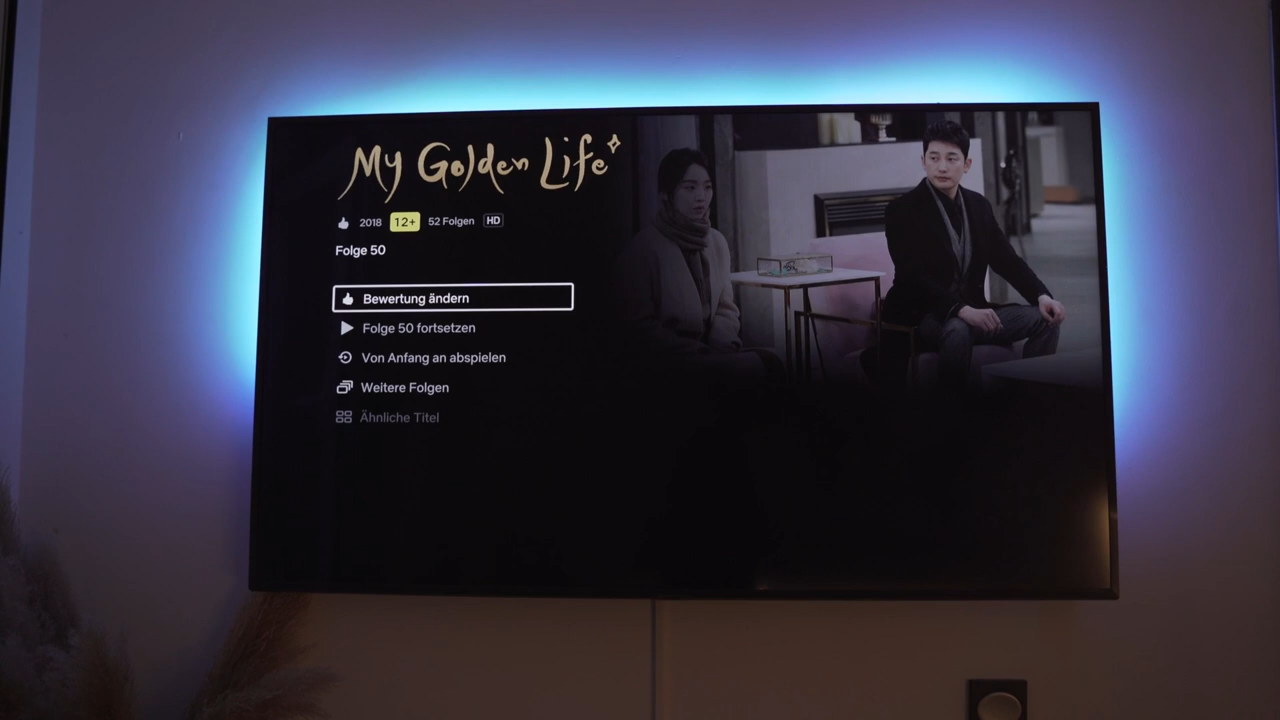 My Golden Life
2018 12+ 52 Folgen HD
Folge 50
Bewertung ändern
Folge 50 fortsetzen
Von Anfang an abspielen
Weitere Folgen
Ähnliche Titel